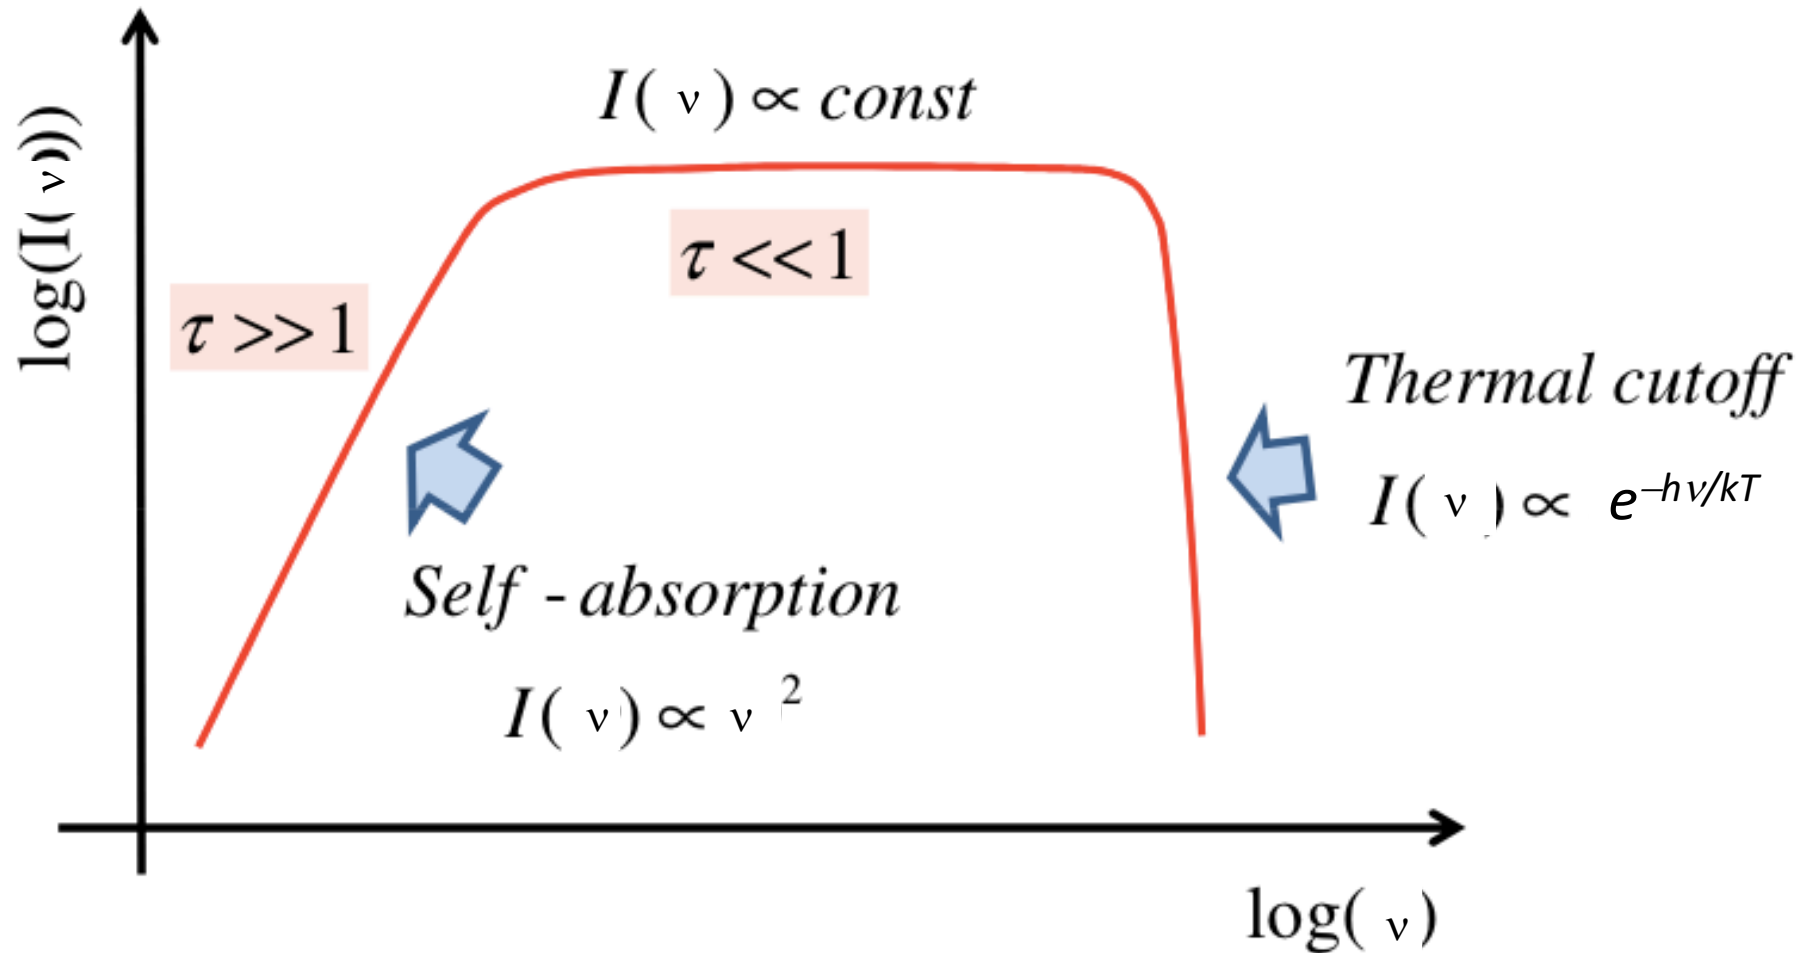 I( ν ) ∝ const
log(I( ν )))
τ << 1
τ >> 1
Thermal cutoff
I( ν ) ∝ e^{–hν/kT}
Self - absorption
I( ν ) ∝ ν ²
log( ν )